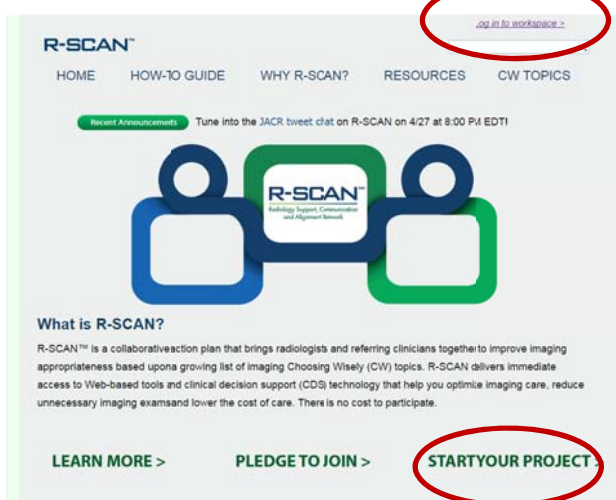 Log in to workspace >
R-SCAN™
HOME HOW-TO GUIDE WHY R-SCAN? RESOURCES CW TOPICS
Recent Announcements Tune into the JACR tweet chat on R-SCAN on 4/27 at 8:00 PM EDT!
R-SCAN™
Radiology Support, Communication
and Alignment Network
What is R-SCAN?
R-SCAN™ is a collaborativeaction plan that brings radiologists and referring clinicians together to improve imaging
appropriateness based upona growing list of imaging Choosing Wisely (CW) topics. R-SCAN delivers immediate
access to Web-based tools and clinical decision support (CDS) technology that help you optimize imaging care, reduce
unnecessary imaging examsand lower the cost of care. There is no cost to participate.
LEARN MORE > PLEDGE TO JOIN > STARTYOUR PROJECT >